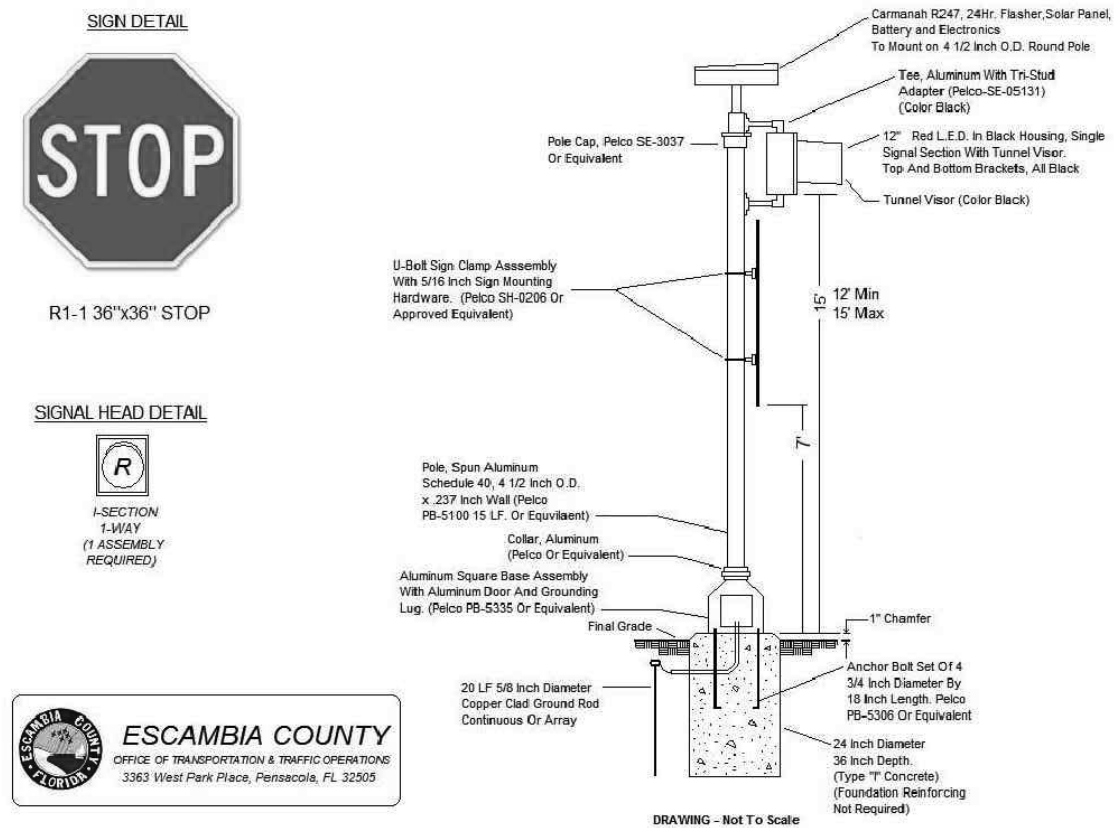 SIGN DETAIL
STOP
R1-1 36"x36" STOP
SIGNAL HEAD DETAIL
R
I-SECTION
1-WAY
(1 ASSEMBLY
REQUIRED)
Carmanah R247, 24Hr. Flasher,Solar Panel,
Battery and Electronics
To Mount on 4 1/2 Inch O.D. Round Pole
Tee, Aluminum With Tri-Stud
Adapter (Pelco-SE-05131)
(Color Black)
Pole Cap, Pelco SE-3037
Or Equivalent
12" Red L.E.D. In Black Housing, Single
Signal Section With Tunnel Visor.
Top And Bottom Brackets, All Black
Tunnel Visor (Color Black)
U-Bolt Sign Clamp Asssembly
With 5/16 Inch Sign Mounting
Hardware. (Pelco SH-0206 Or
Approved Equivalent)
15'
12' Min
15' Max
7'
Pole, Spun Aluminum
Schedule 40, 4 1/2 Inch O.D.
x .237 Inch Wall (Pelco
PB-5100 15 LF. Or Equvilaent)
Collar, Aluminum
(Pelco Or Equivalent)
Aluminum Square Base Assembly
With Aluminum Door And Grounding
Lug. (Pelco PB-5335 Or Equivalent)
Final Grade
1" Chamfer
20 LF 5/8 Inch Diameter
Copper Clad Ground Rod
Continuous Or Array
Anchor Bolt Set Of 4
3/4 Inch Diameter By
18 Inch Length. Pelco
PB-5306 Or Equivalent
24 Inch Diameter
36 Inch Depth.
(Type "I" Concrete)
(Foundation Reinforcing
Not Required)
ESCAMBIA COUNTY
FLORIDA
ESCAMBIA COUNTY
OFFICE OF TRANSPORTATION & TRAFFIC OPERATIONS
3363 West Park Place, Pensacola, FL 32505
DRAWING - Not To Scale